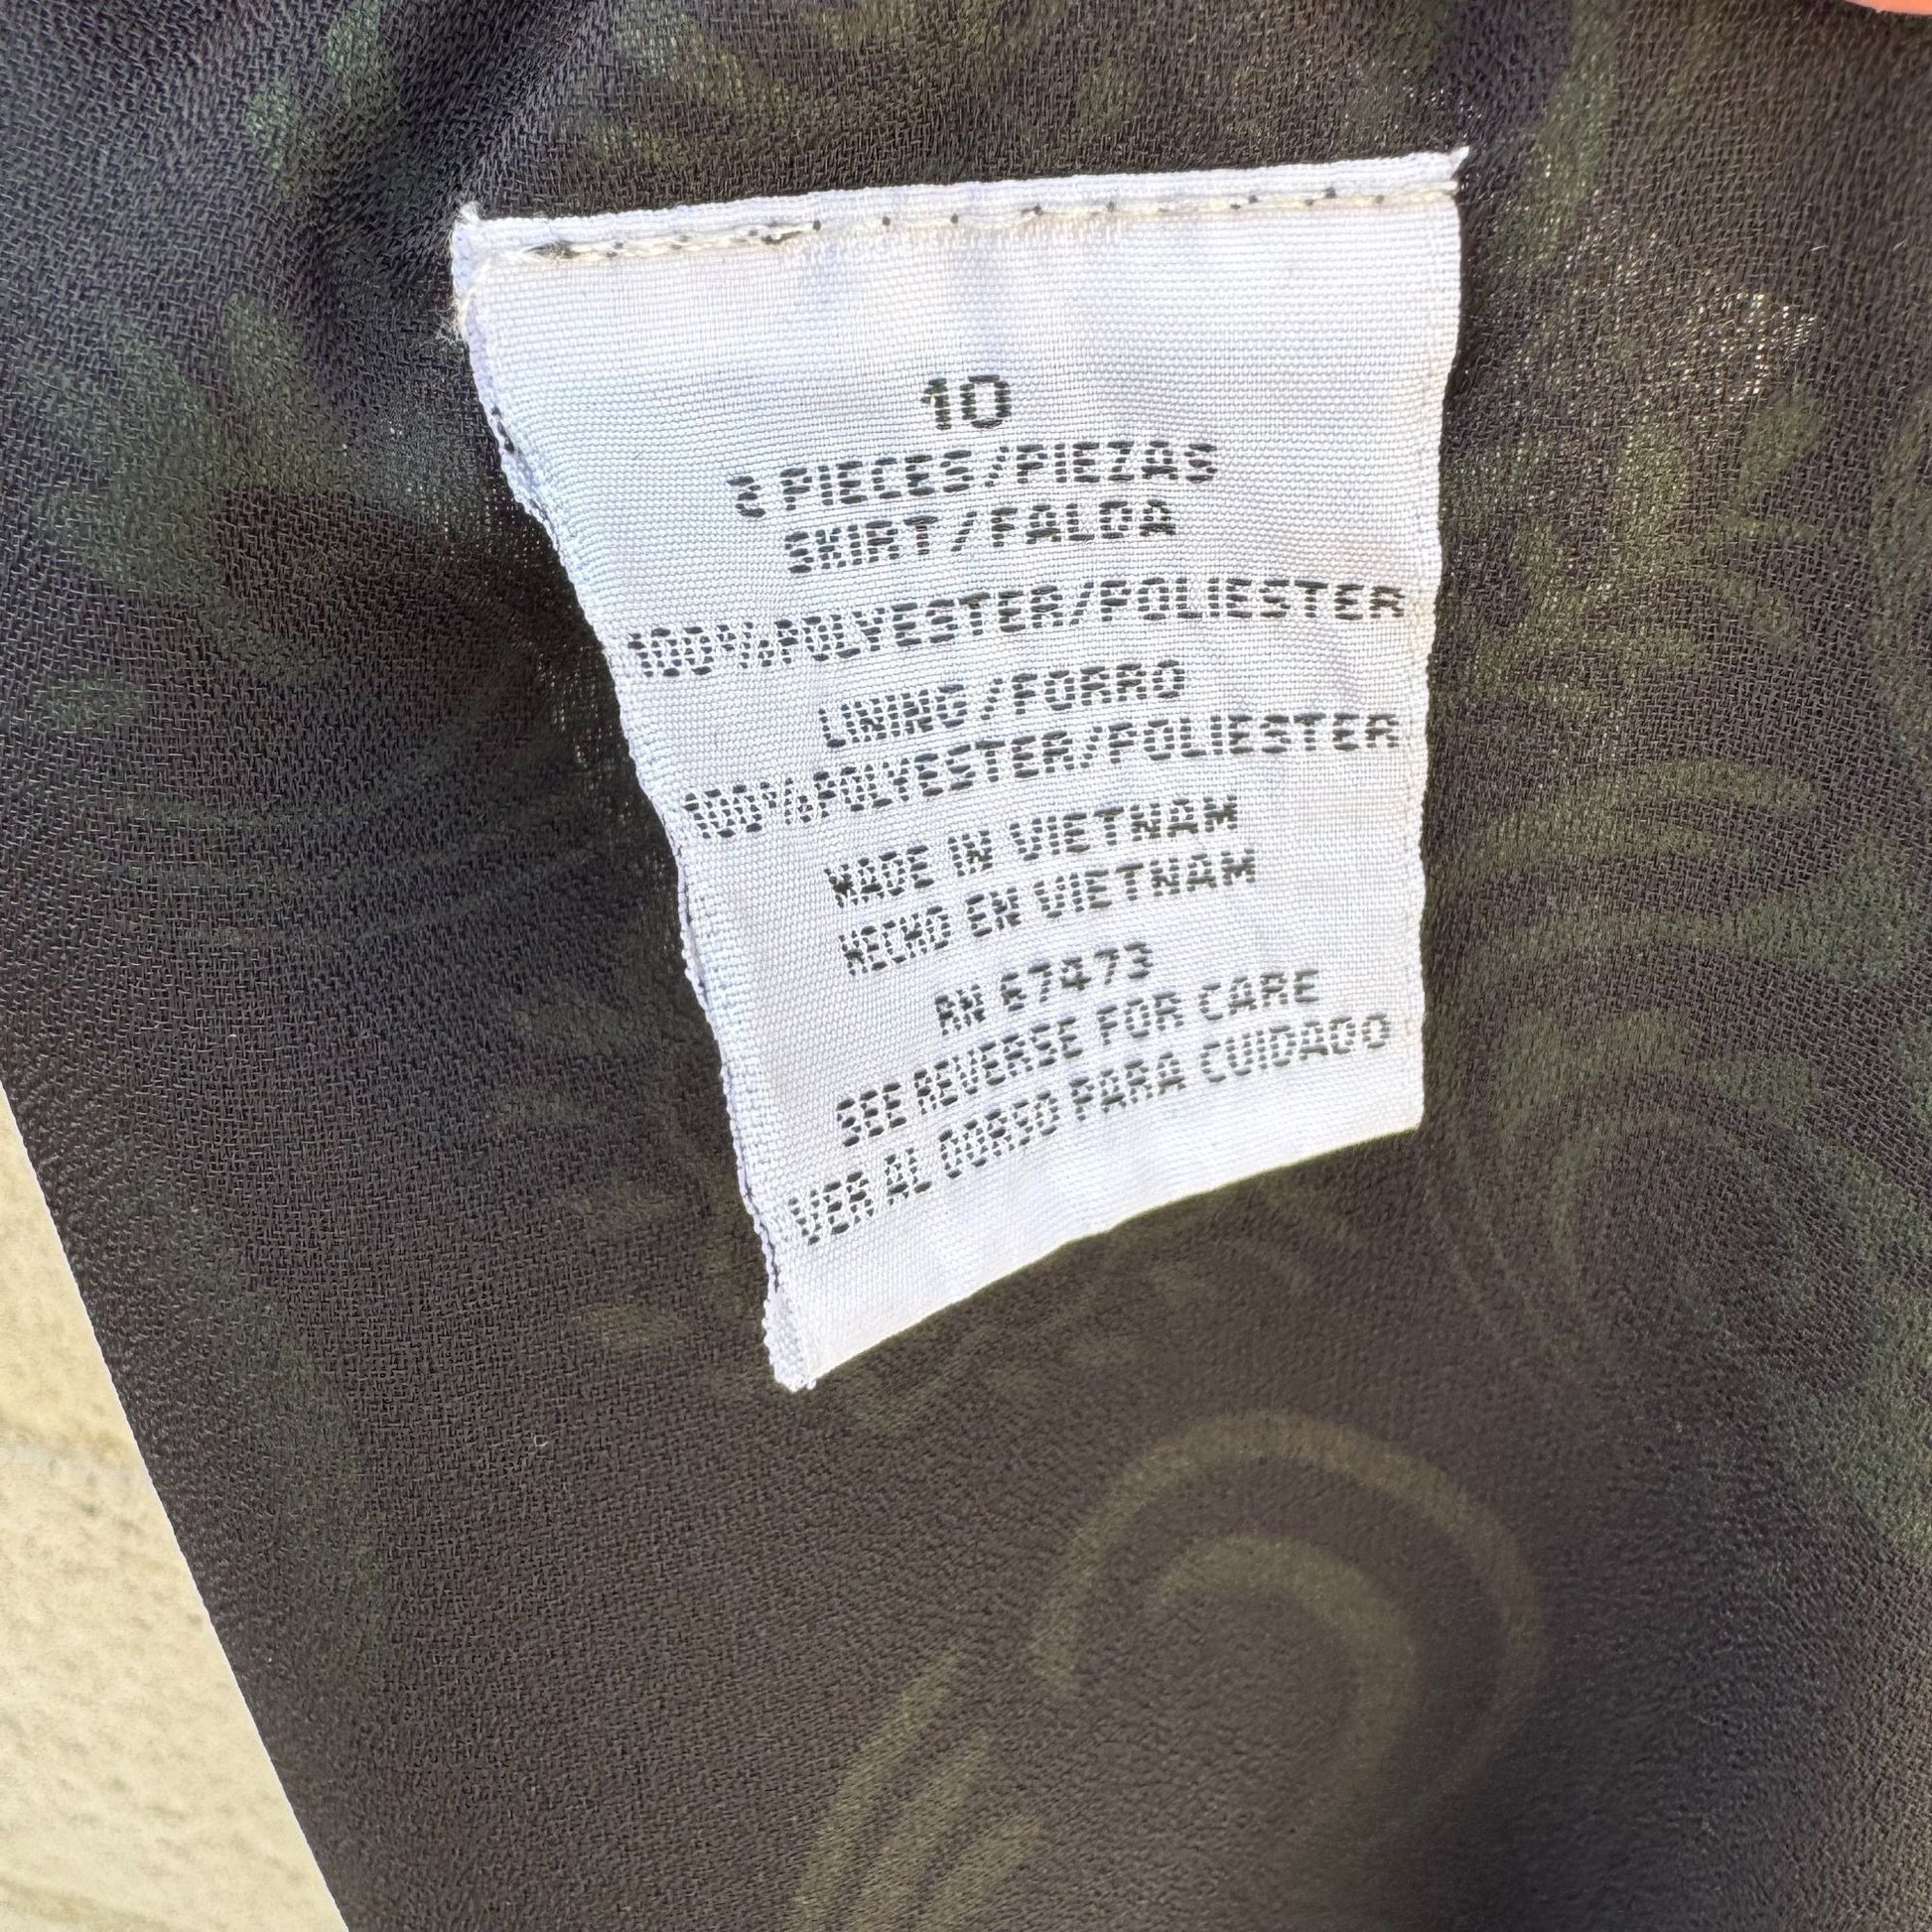 10
2 PIECES/PIEZAS
SKIRT/FALDA
100%POLYESTER/POLIESTER
LINING/FORRO
100%POLYESTER/POLIESTER
MADE IN VIETNAM
HECHO EN VIETNAM
RN 67473
SEE REVERSE FOR CARE
VER AL DORSO PARA CUIDADO